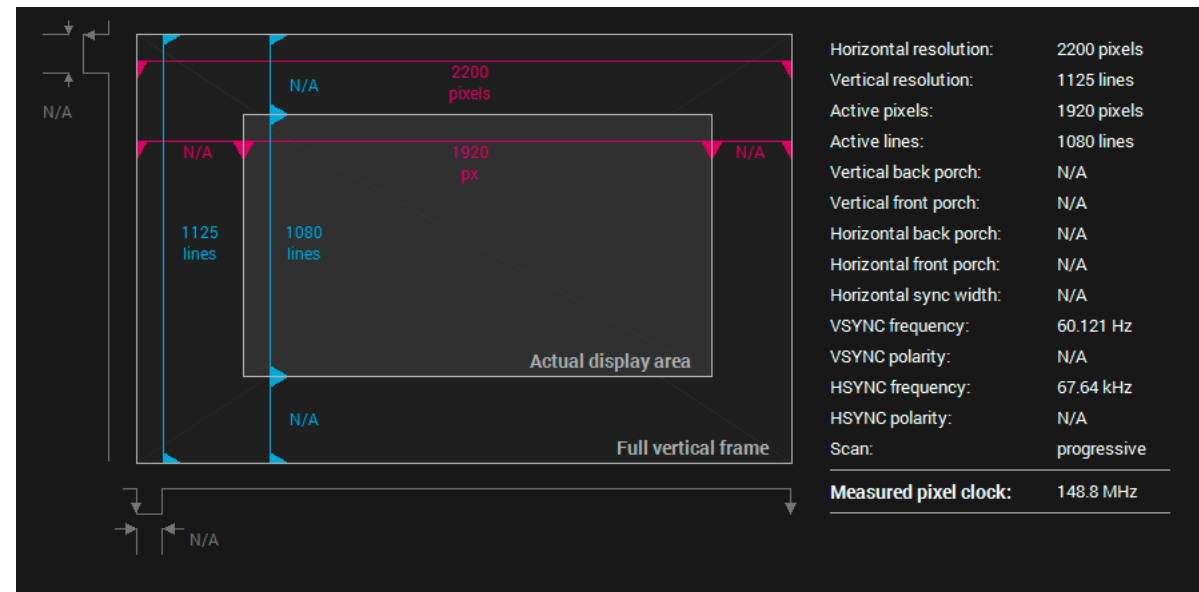 N/A
N/A
2200
pixels
N/A
1920
px
N/A
1125
lines
1080
lines
Actual display area
N/A
Full vertical frame
N/A
Horizontal resolution: 2200 pixels
Vertical resolution: 1125 lines
Active pixels: 1920 pixels
Active lines: 1080 lines
Vertical back porch: N/A
Vertical front porch: N/A
Horizontal back porch: N/A
Horizontal front porch: N/A
Horizontal sync width: N/A
VSYNC frequency: 60.121 Hz
VSYNC polarity: N/A
HSYNC frequency: 67.64 kHz
HSYNC polarity: N/A
Scan: progressive
Measured pixel clock: 148.8 MHz